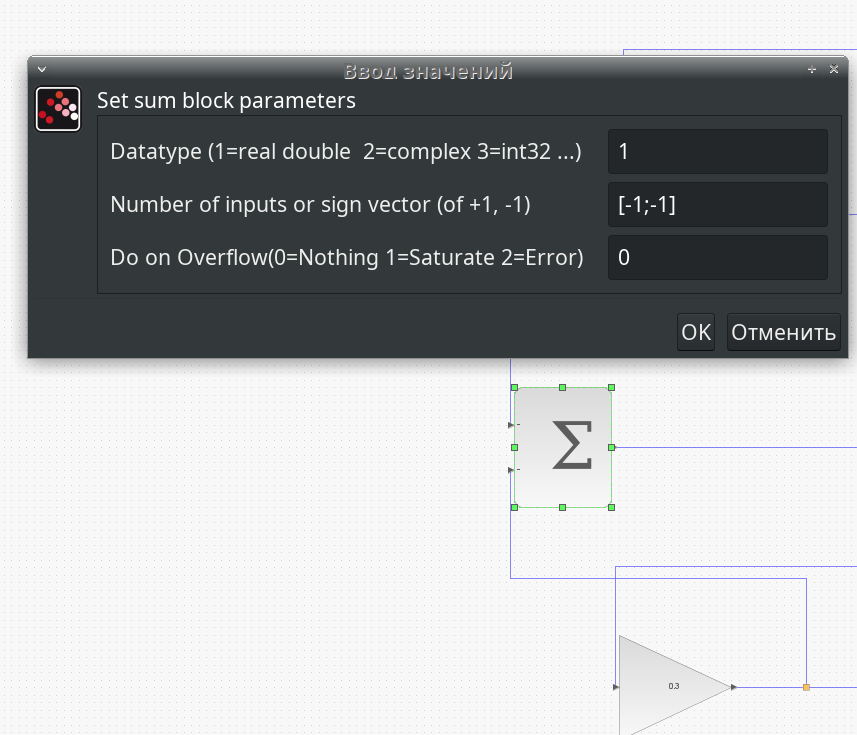 Ввод значений
Set sum block parameters
Datatype (1=real double  2=complex 3=int32 ...) 1
Number of inputs or sign vector (of +1, -1) [-1;-1]
Do on Overflow(0=Nothing 1=Saturate 2=Error) 0
OK Отменить
-
Σ
-
0.3